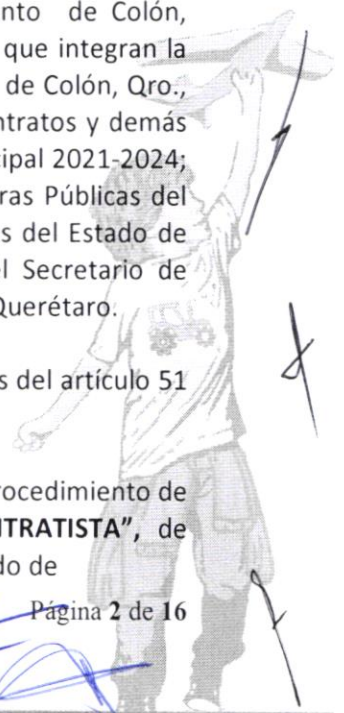 nto de Colón,
que integran la
de Colón, Qro.,
ntratos y demás
cipal 2021-2024;
ras Públicas del
s del Estado de
el Secretario de
Querétaro.
s del artículo 51
rocedimiento de
NTRATISTA”, de
do de
Página 2 de 16